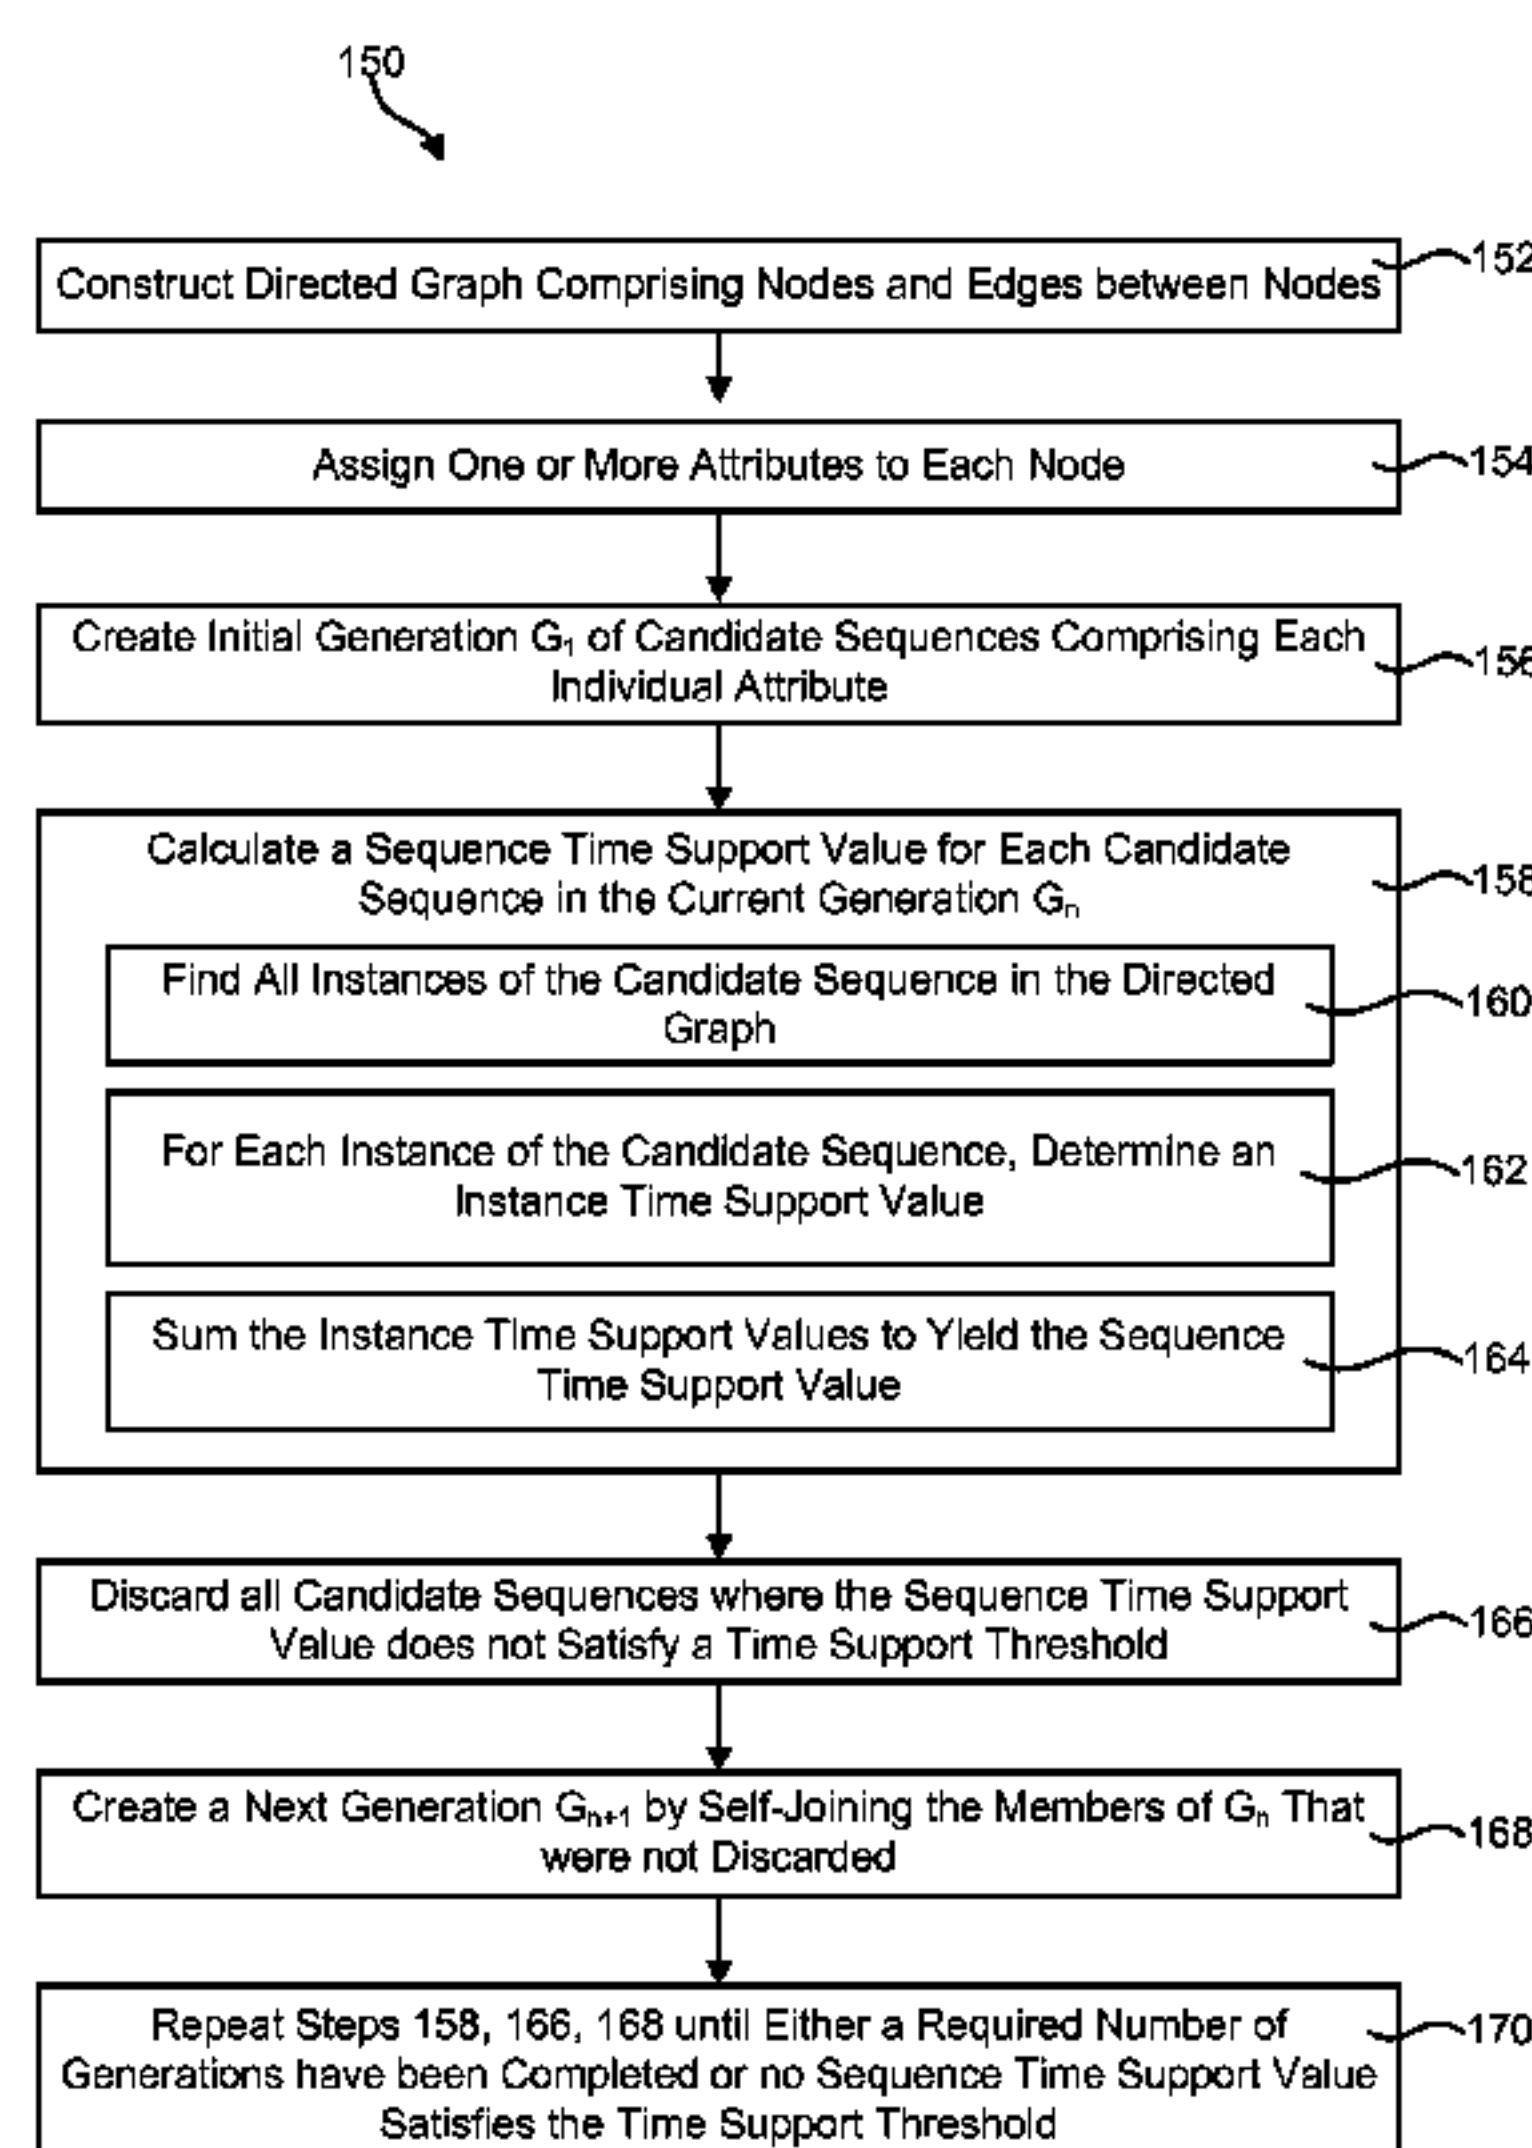 150
Construct Directed Graph Comprising Nodes and Edges between Nodes
152
Assign One or More Attributes to Each Node
154
Create Initial Generation G₁ of Candidate Sequences Comprising Each
Individual Attribute
156
Calculate a Sequence Time Support Value for Each Candidate
Sequence in the Current Generation Gₙ
158
Find All Instances of the Candidate Sequence in the Directed
Graph
160
For Each Instance of the Candidate Sequence, Determine an
Instance Time Support Value
162
Sum the Instance Time Support Values to Yield the Sequence
Time Support Value
164
Discard all Candidate Sequences where the Sequence Time Support
Value does not Satisfy a Time Support Threshold
166
Create a Next Generation Gₙ₊₁ by Self-Joining the Members of Gₙ That
were not Discarded
168
Repeat Steps 158, 166, 168 until Either a Required Number of
Generations have been Completed or no Sequence Time Support Value
Satisfies the Time Support Threshold
170